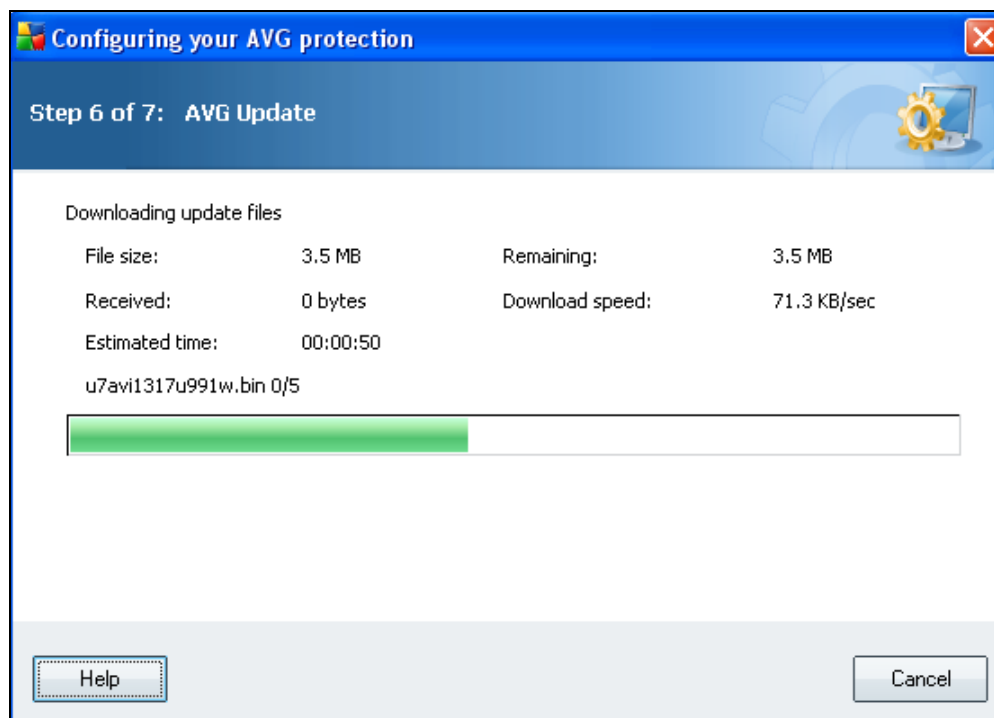 Configuring your AVG protection
Step 6 of 7: AVG Update
Downloading update files
File size: 3.5 MB Remaining: 3.5 MB
Received: 0 bytes Download speed: 71.3 KB/sec
Estimated time: 00:00:50
u7avi1317u991w.bin 0/5
Help Cancel